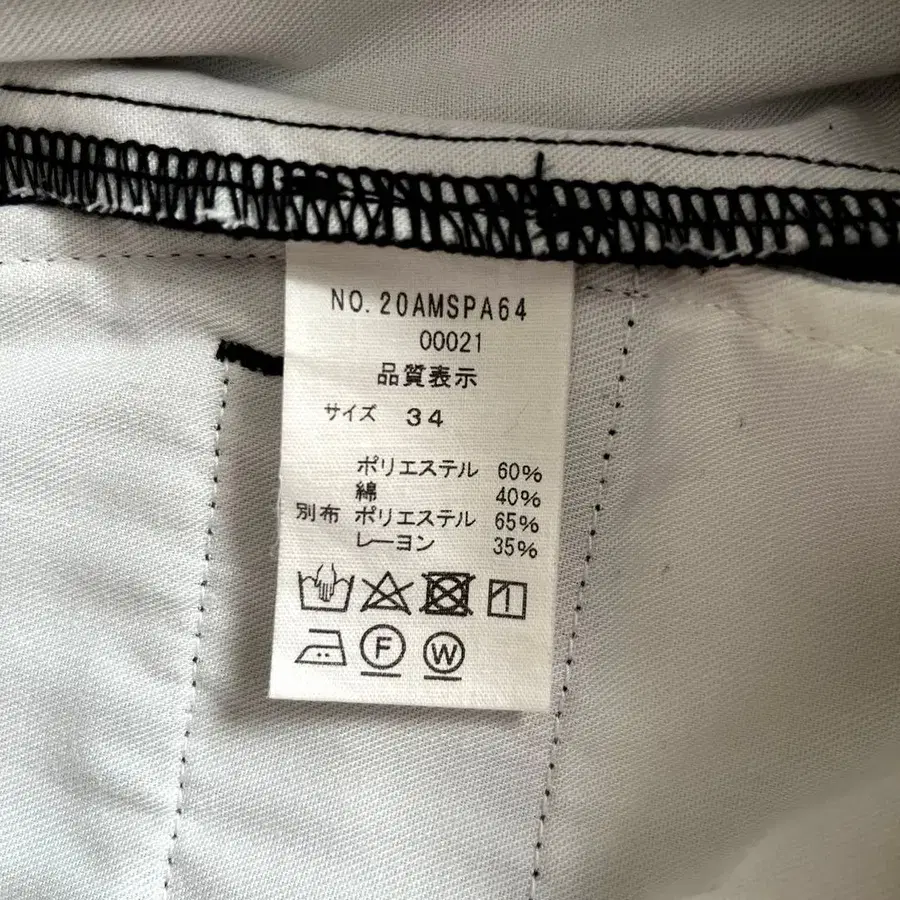 NO. 20AMSPA64
00021
品質表示
サイズ 34
ポリエステル 60%
綿 40%
別布 ポリエステル 65%
レーヨン 35%
F W